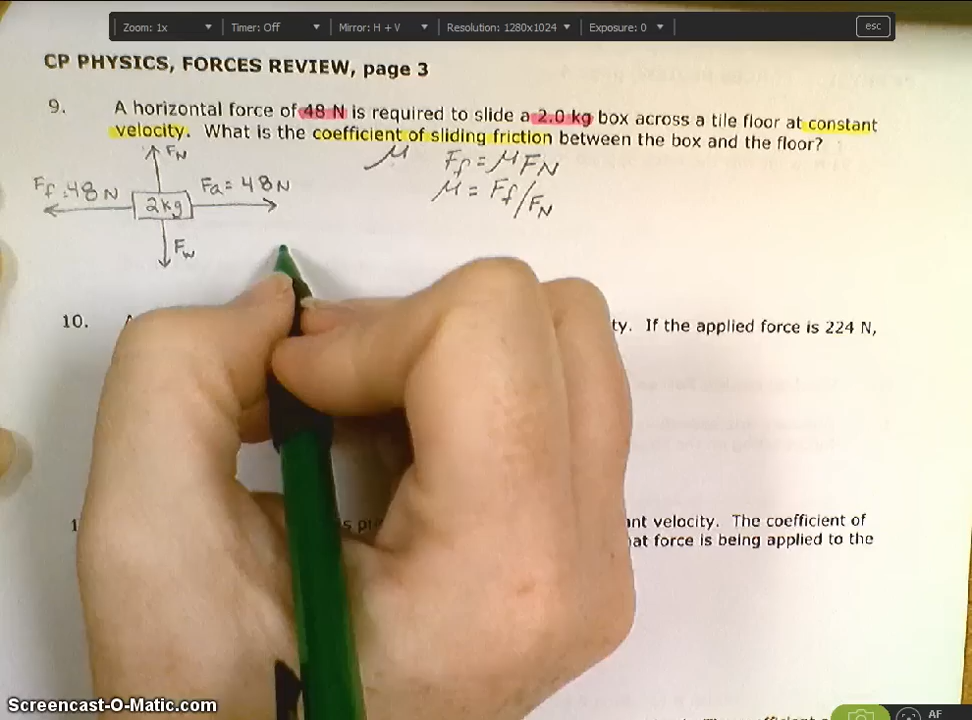 Zoom: 1x Timer: Off Mirror: H + V Resolution: 1280x1024 Exposure: 0 esc
CP PHYSICS, FORCES REVIEW, page 3
9. A horizontal force of 48 N is required to slide a 2.0 kg box across a tile floor at constant
velocity. What is the coefficient of sliding friction between the box and the floor?
FN
μ
Ff = μFN
Ff = 48 N
2kg
Fa = 48N
μ = Ff/FN
Fw
10. ty. If the applied force is 224 N,
1
nt velocity. The coefficient of
at force is being applied to the
Screencast-O-Matic.com
AF